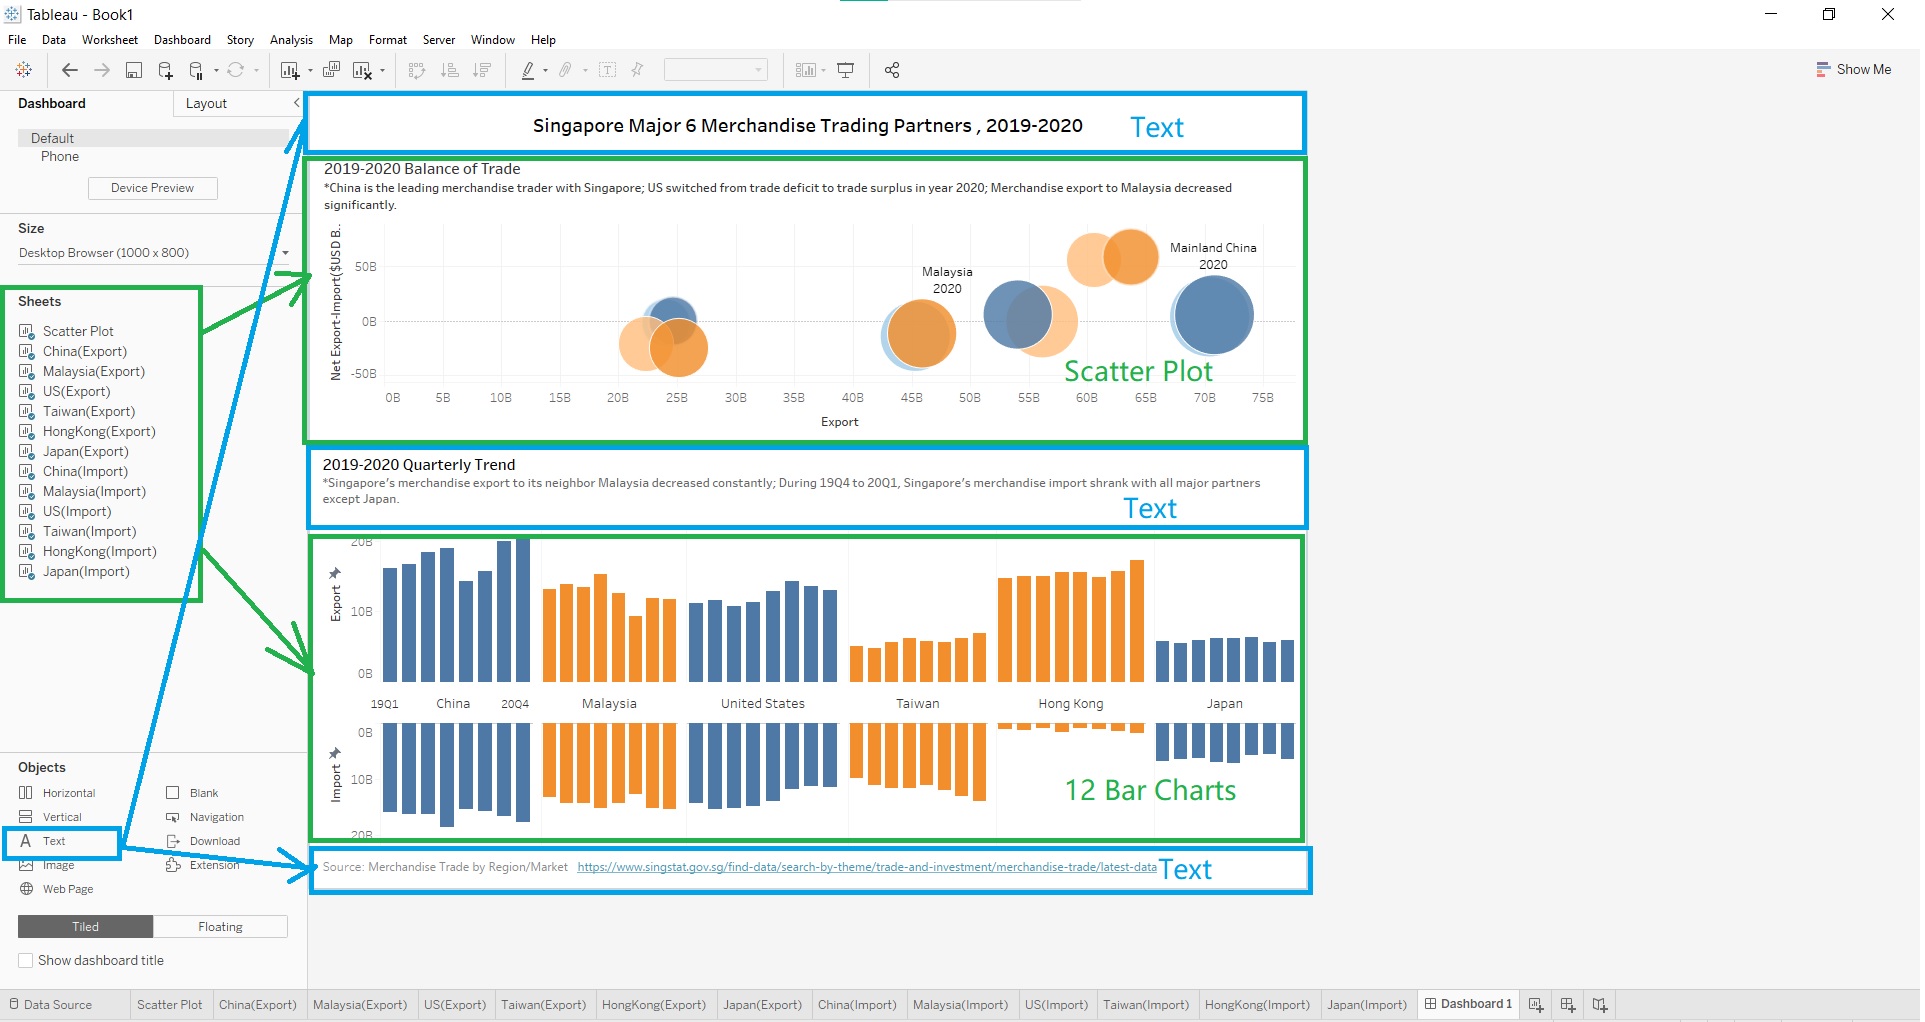 Tableau - Book1
File Data Worksheet Dashboard Story Analysis Map Format Server Window Help
Show Me
Dashboard Layout
Default
Phone
Device Preview
Size
Desktop Browser (1000 x 800)
Sheets
Scatter Plot
China(Export)
Malaysia(Export)
US(Export)
Taiwan(Export)
HongKong(Export)
Japan(Export)
China(Import)
Malaysia(Import)
US(Import)
Taiwan(Import)
HongKong(Import)
Japan(Import)
Objects
Horizontal Blank
Vertical Navigation
Text Download
Image Extension
Web Page
Tiled Floating
Show dashboard title
Singapore Major 6 Merchandise Trading Partners , 2019-2020 Text
2019-2020 Balance of Trade
*China is the leading merchandise trader with Singapore; US switched from trade deficit to trade surplus in year 2020; Merchandise export to Malaysia decreased
significantly.
Net Export-Import($USD B..
50B
0B
-50B
Malaysia
2020
Mainland China
2020
Scatter Plot
0B 5B 10B 15B 20B 25B 30B 35B 40B 45B 50B 55B 60B 65B 70B 75B
Export
2019-2020 Quarterly Trend
*Singapore's merchandise export to its neighbor Malaysia decreased constantly; During 19Q4 to 20Q1, Singapore's merchandise import shrank with all major partners
except Japan.
Text
Export
20B
10B
0B
19Q1 China 20Q4 Malaysia United States Taiwan Hong Kong Japan
Import
0B
10B
20B
12 Bar Charts
Source: Merchandise Trade by Region/Market https://www.singstat.gov.sg/find-data/search-by-theme/trade-and-investment/merchandise-trade/latest-data Text
Data Source Scatter Plot China(Export) Malaysia(Export) US(Export) Taiwan(Export) HongKong(Export) Japan(Export) China(Import) Malaysia(Import) US(Import) Taiwan(Import) HongKong(Import) Japan(Import) Dashboard 1